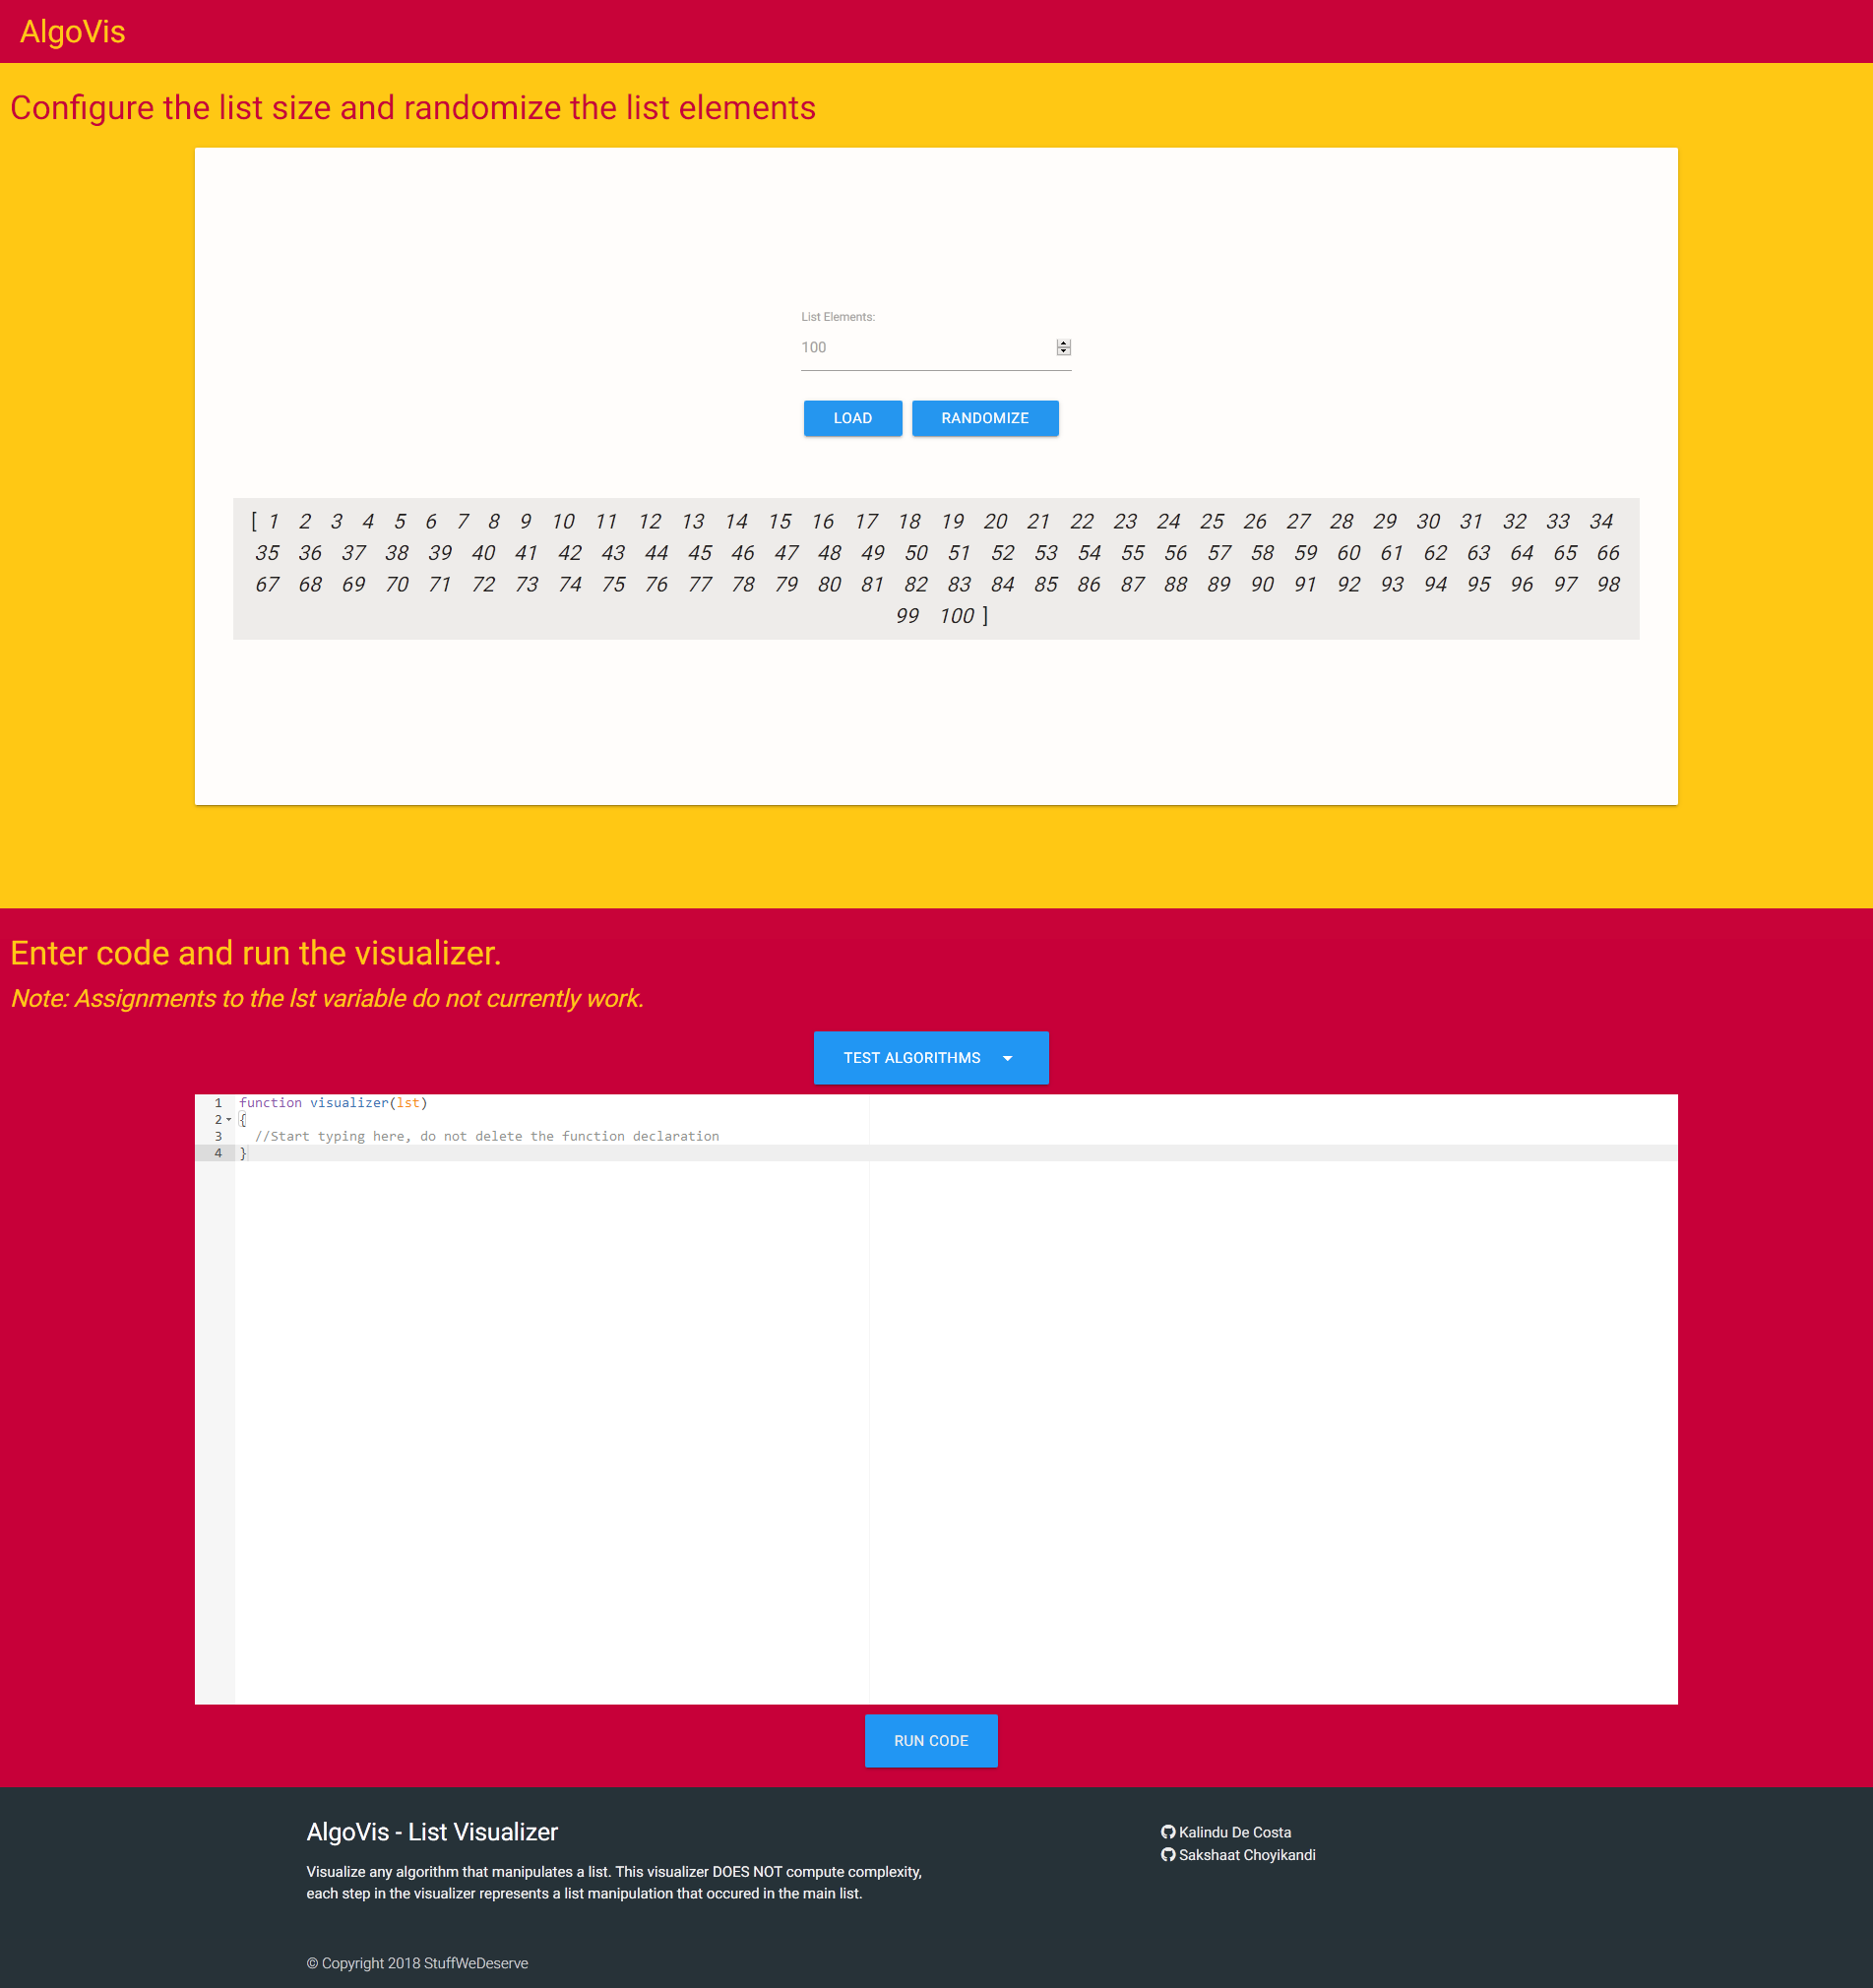 AlgoVis
Configure the list size and randomize the list elements
List Elements:
100
LOAD RANDOMIZE
[ 1 2 3 4 5 6 7 8 9 10 11 12 13 14 15 16 17 18 19 20 21 22 23 24 25 26 27 28 29 30 31 32 33 34
35 36 37 38 39 40 41 42 43 44 45 46 47 48 49 50 51 52 53 54 55 56 57 58 59 60 61 62 63 64 65 66
67 68 69 70 71 72 73 74 75 76 77 78 79 80 81 82 83 84 85 86 87 88 89 90 91 92 93 94 95 96 97 98
99 100 ]
Enter code and run the visualizer.
Note: Assignments to the lst variable do not currently work.
TEST ALGORITHMS
1 function visualizer(lst)
2 {
3 //Start typing here, do not delete the function declaration
4 }
RUN CODE
AlgoVis - List Visualizer
Visualize any algorithm that manipulates a list. This visualizer DOES NOT compute complexity,
each step in the visualizer represents a list manipulation that occured in the main list.
Kalindu De Costa
Sakshaat Choyikandi
© Copyright 2018 StuffWeDeserve